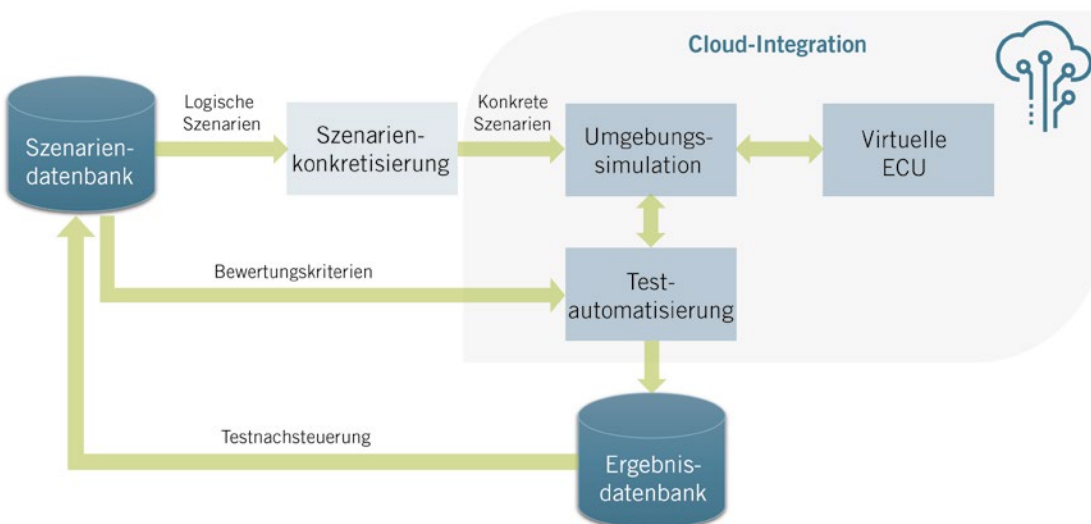 Cloud-Integration
Szenarien-
datenbank
Logische
Szenarien
Szenarien-
konkretisierung
Konkrete
Szenarien
Umgebungs-
simulation
Virtuelle
ECU
Bewertungskriterien
Test-
automatisierung
Testnachsteuerung
Ergebnis-
datenbank